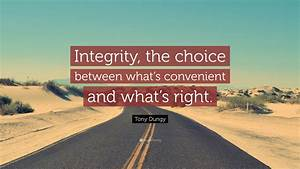 Integrity, the choice
between what's convenient
and what's right.
Tony Dungy